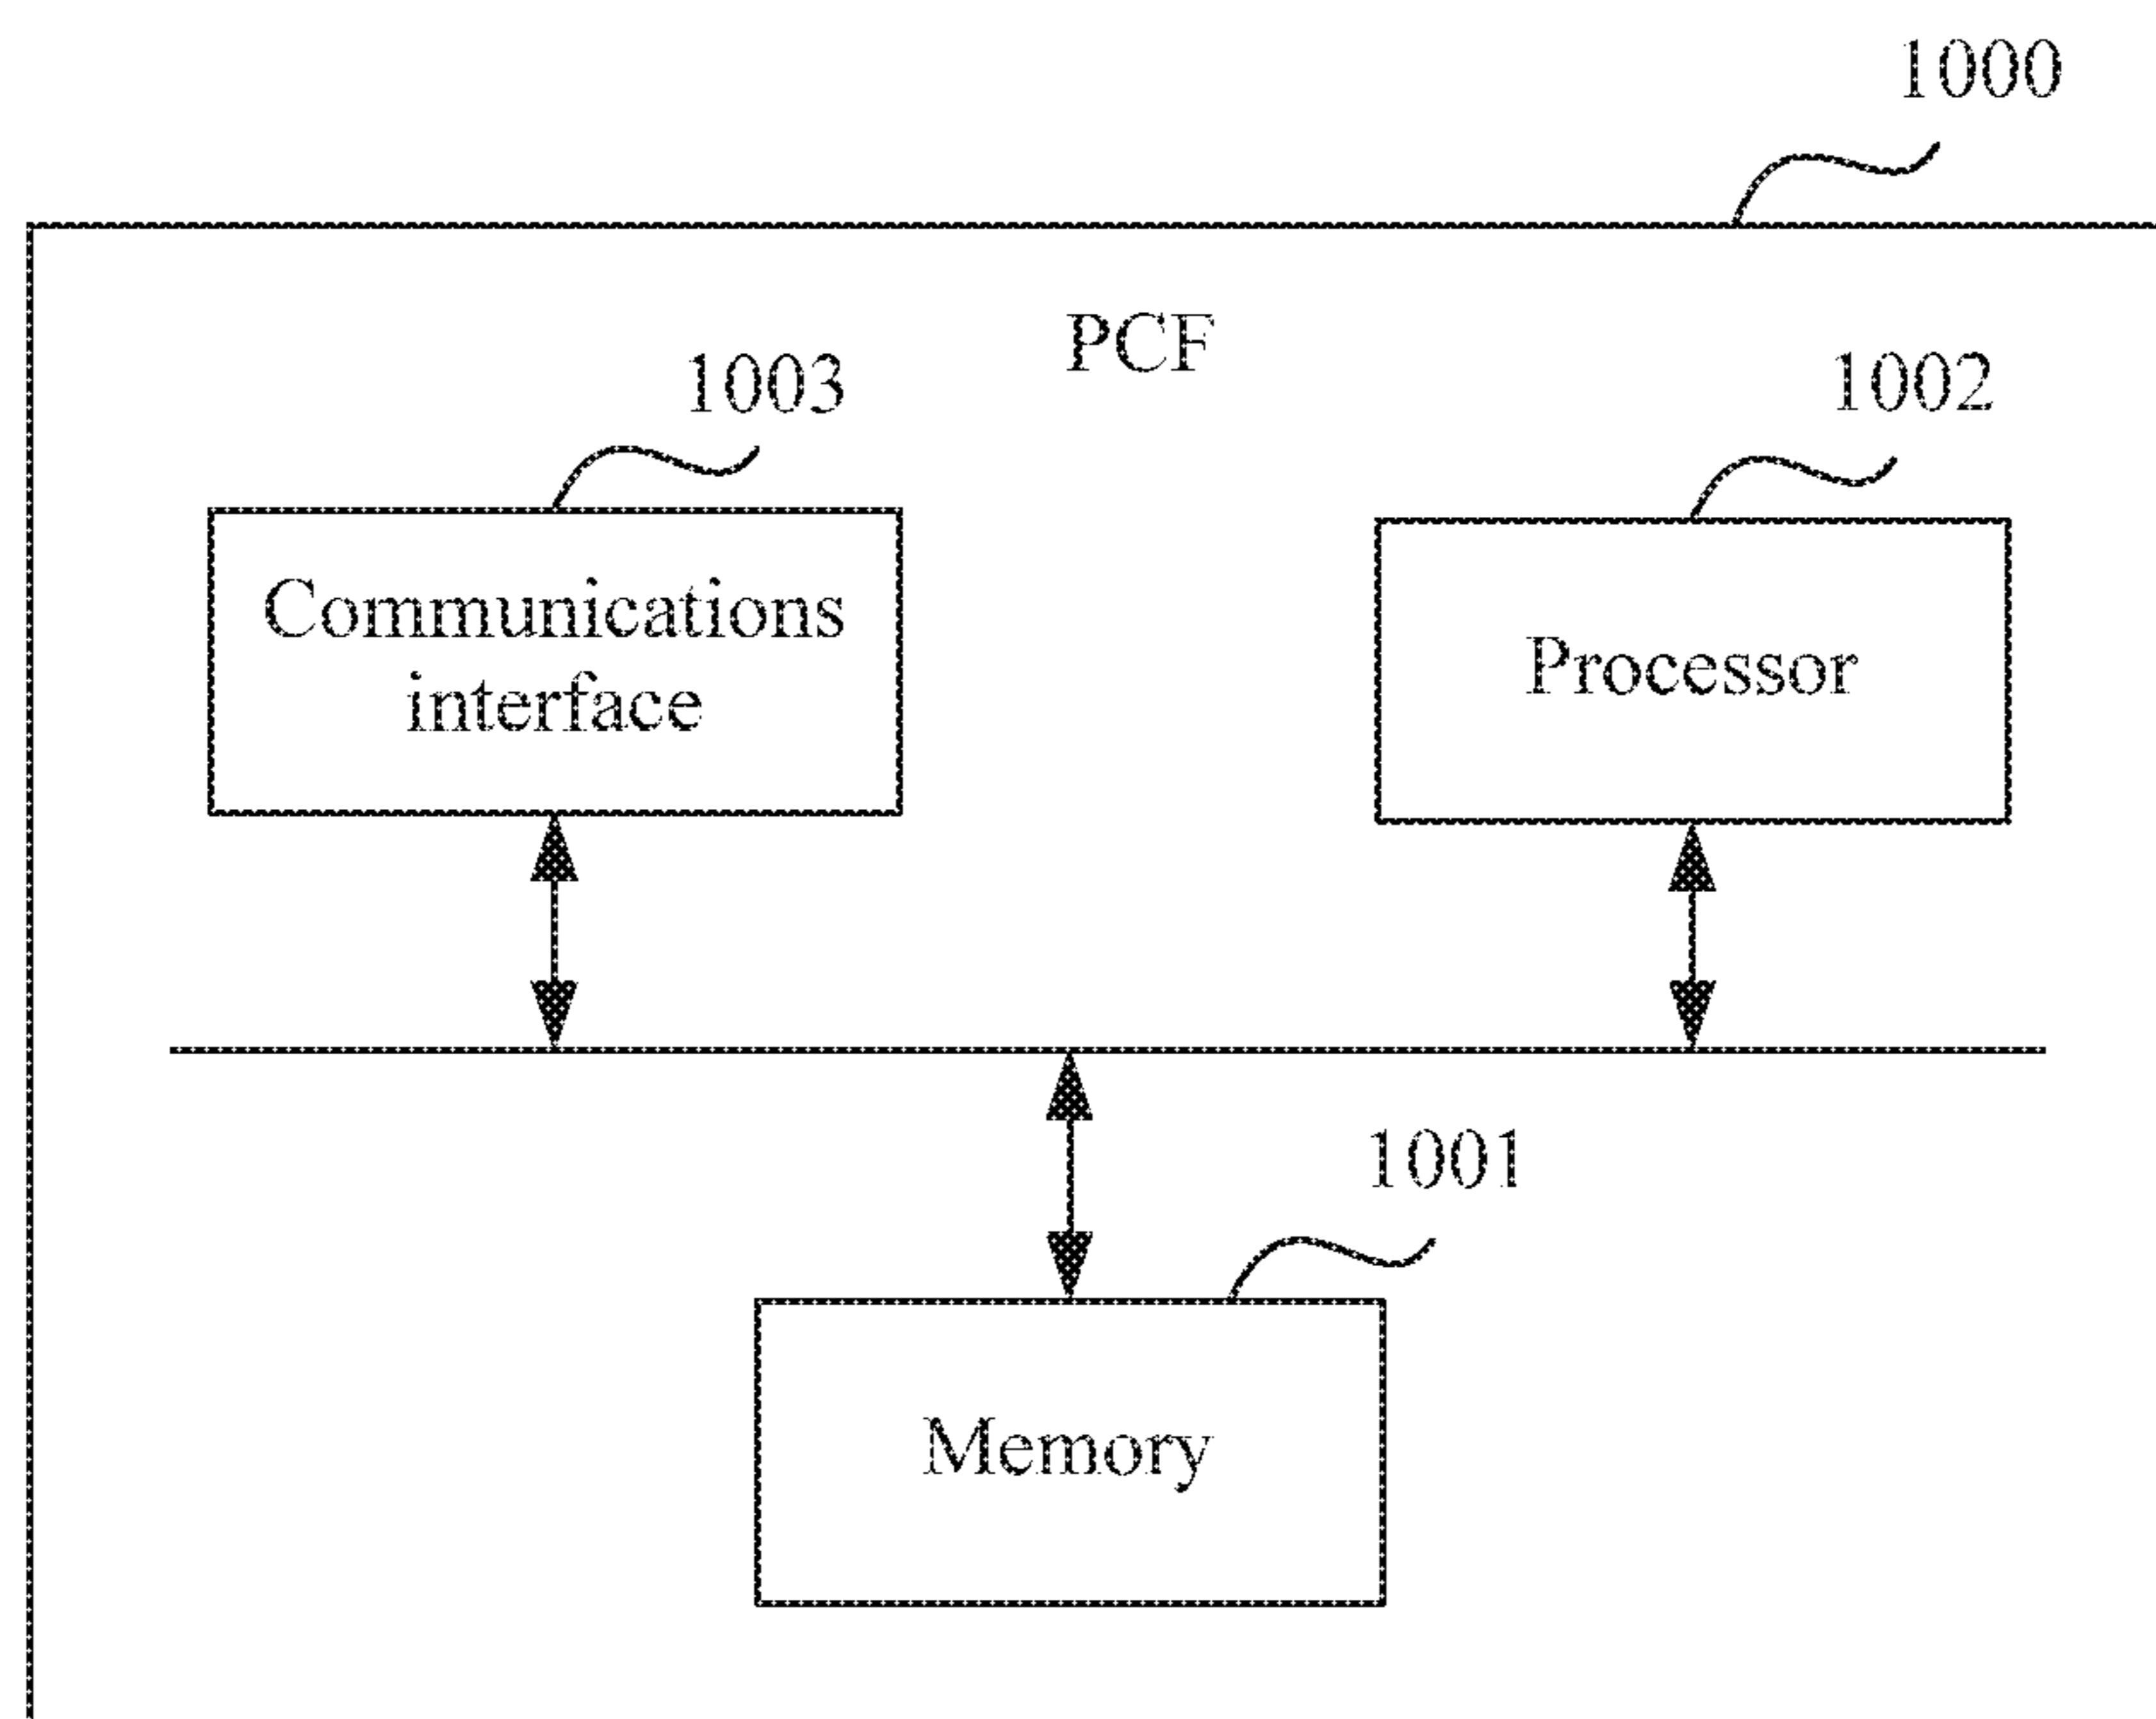 1000
PCF
1003
1002
Communications
interface
Processor
1001
Memory